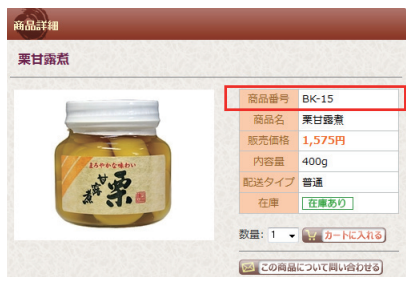 商品詳細
栗甘露煮
まろやかな味わい
栗
甘露煮
商品番号 BK-15
商品名 栗甘露煮
販売価格 1,575円
内容量 400g
配送タイプ 普通
在庫 在庫あり
数量: 1 カートに入れる
この商品について問い合わせる